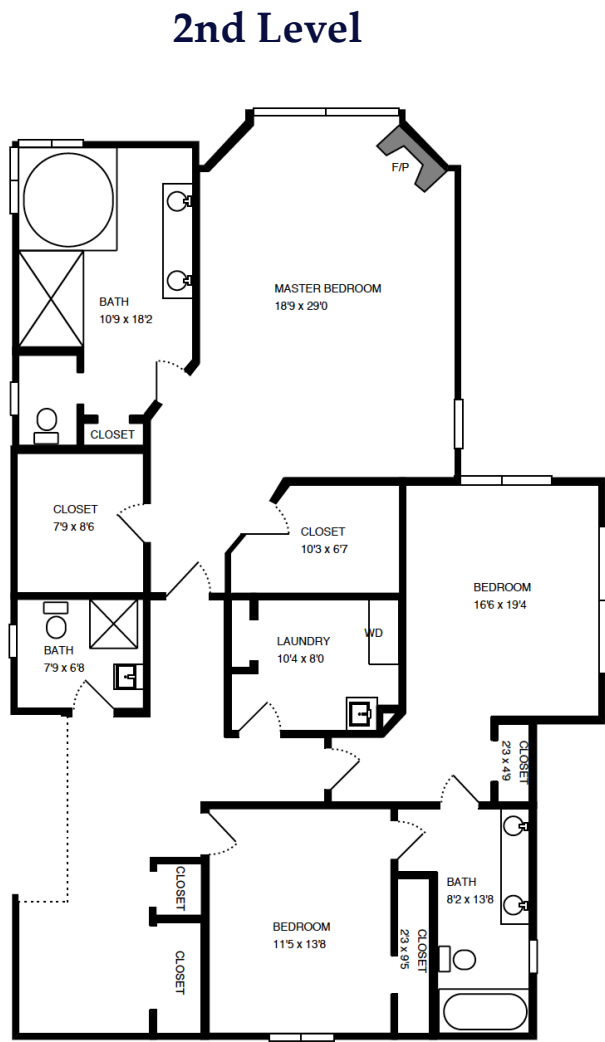 2nd Level
F/P
MASTER BEDROOM
18'9 x 29'0
BATH
10'9 x 18'2
CLOSET
CLOSET
7'9 x 8'6
CLOSET
10'3 x 6'7
BEDROOM
16'6 x 19'4
LAUNDRY
10'4 x 8'0
WD
BATH
7'9 x 6'8
CLOSET
2'3 x 4'9
CLOSET
BEDROOM
11'5 x 13'8
BATH
8'2 x 13'8
CLOSET
2'3 x 9'5
CLOSET